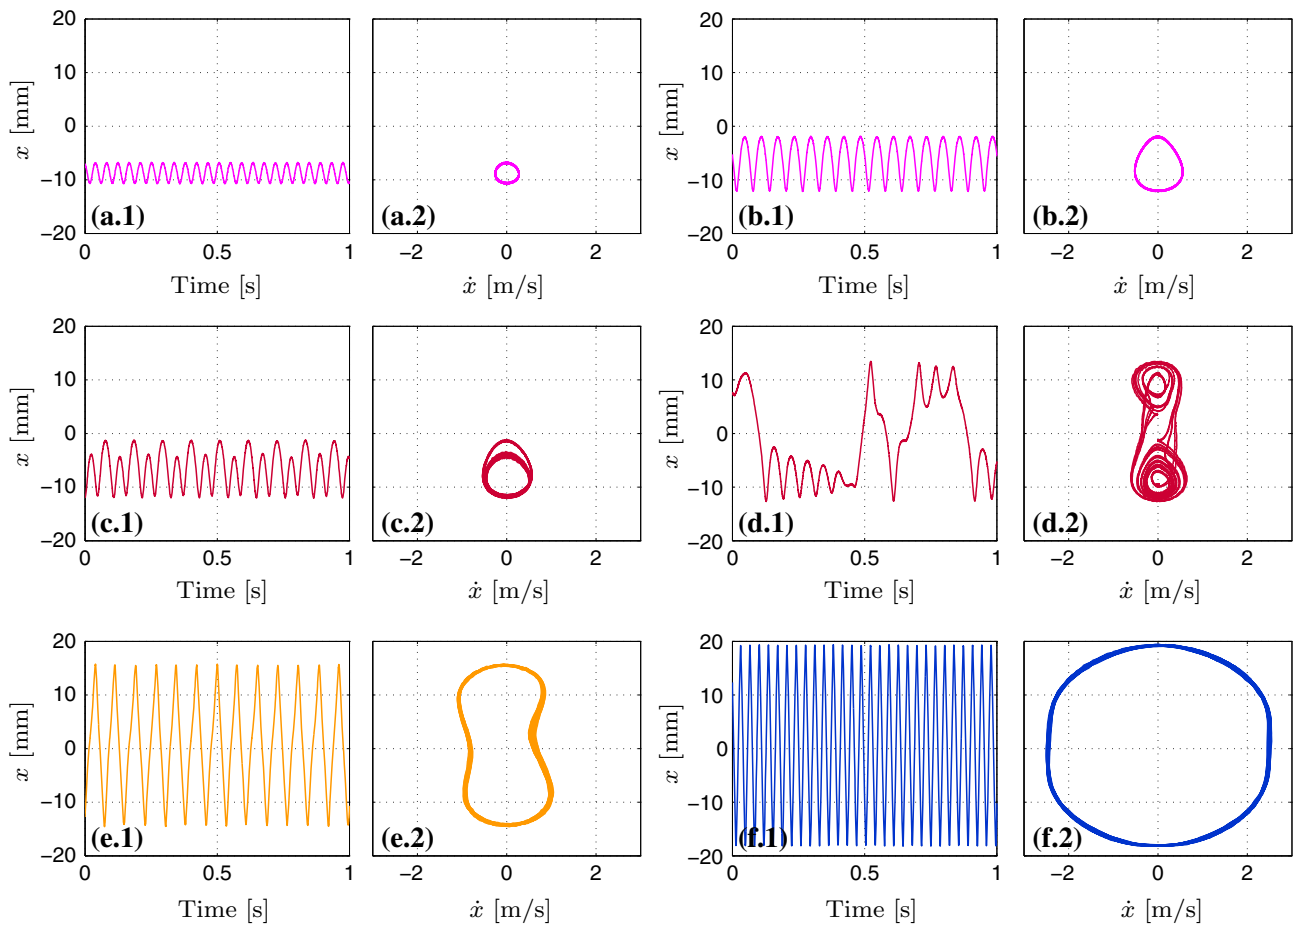 20
10
0
−10
−20
x [mm]
(a.1)
0 0.5 1
Time [s]
(a.2)
−2 0 2
ẋ [m/s]
20
10
0
−10
−20
x [mm]
(b.1)
0 0.5 1
Time [s]
(b.2)
−2 0 2
ẋ [m/s]
20
10
0
−10
−20
x [mm]
(c.1)
0 0.5 1
Time [s]
(c.2)
−2 0 2
ẋ [m/s]
20
10
0
−10
−20
x [mm]
(d.1)
0 0.5 1
Time [s]
(d.2)
−2 0 2
ẋ [m/s]
20
10
0
−10
−20
x [mm]
(e.1)
0 0.5 1
Time [s]
(e.2)
−2 0 2
ẋ [m/s]
20
10
0
−10
−20
x [mm]
(f.1)
0 0.5 1
Time [s]
(f.2)
−2 0 2
ẋ [m/s]